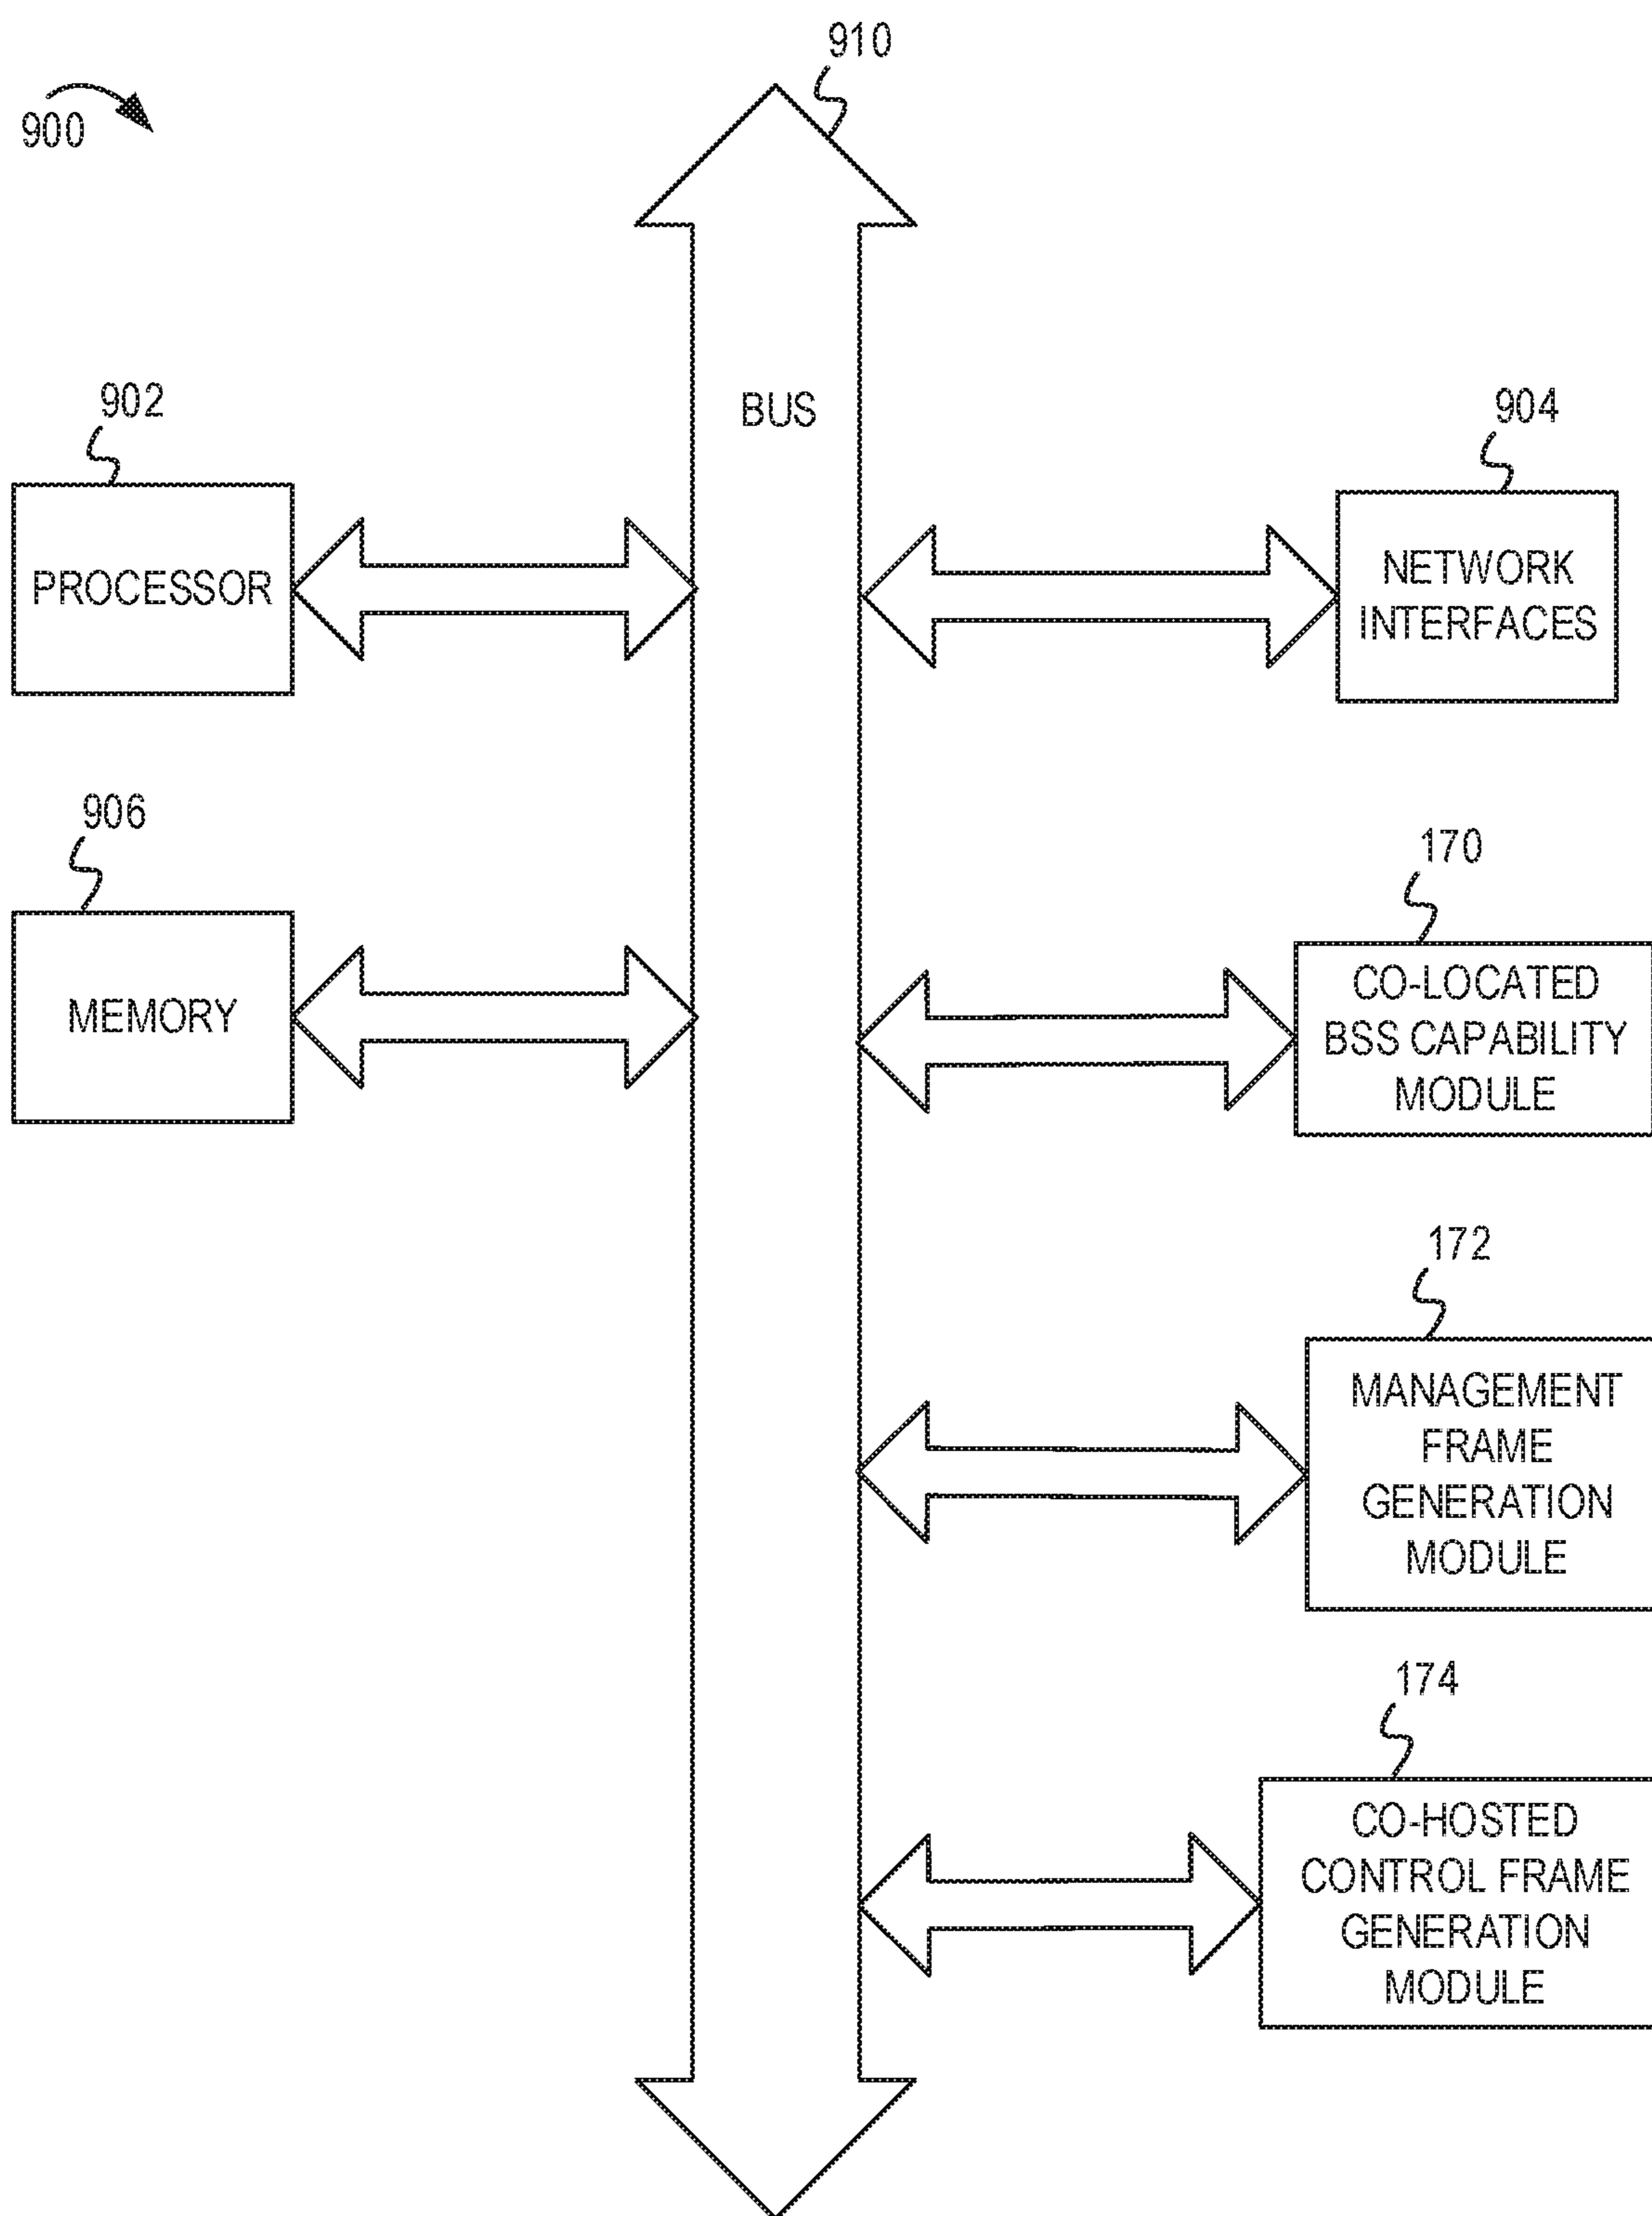 910
900
902
BUS
904
PROCESSOR
NETWORK
INTERFACES
906
170
MEMORY
CO-LOCATED
BSS CAPABILITY
MODULE
172
MANAGEMENT
FRAME
GENERATION
MODULE
174
CO-HOSTED
CONTROL FRAME
GENERATION
MODULE